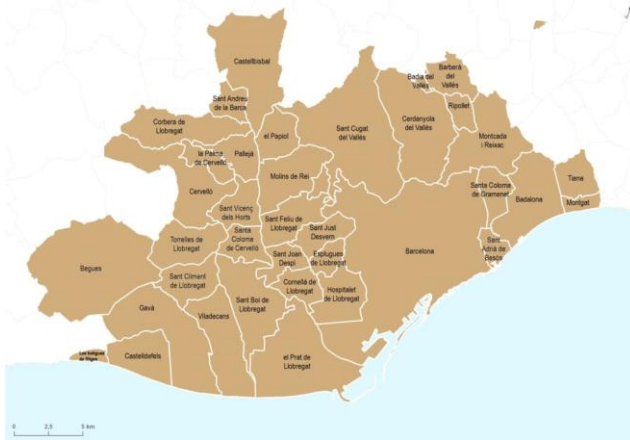 Castellbisbal
Sant Andreu
de la Barca
Corbera de
Llobregat
la Palma
de Cervelló
Pallejà
el Papiol
Sant Cugat
del Vallès
Cerdanyola
del Vallès
Badia del
Vallès
Barberà
del
Vallès
Ripollet
Montcada
i Reixac
Cervelló
Molins de Rei
Sant Vicenç
dels Horts
Santa
Coloma
de Cervelló
Torrelles de
Llobregat
Sant Feliu de
Llobregat
Sant Just
Desvern
Santa Coloma
de Gramenet
Badalona
Tiana
Montgat
Sant
Adrià de
Besòs
Barcelona
Begues
Sant Climent
de Llobregat
Sant Joan
Despí
Esplugues
de Llobregat
Cornellà de
Llobregat
Hospitalet
de Llobregat
Gavà
Viladecans
Sant Boi de
Llobregat
Les Botigues
de Sitges
Castelldefels
el Prat de
Llobregat
0 2,5 5 km